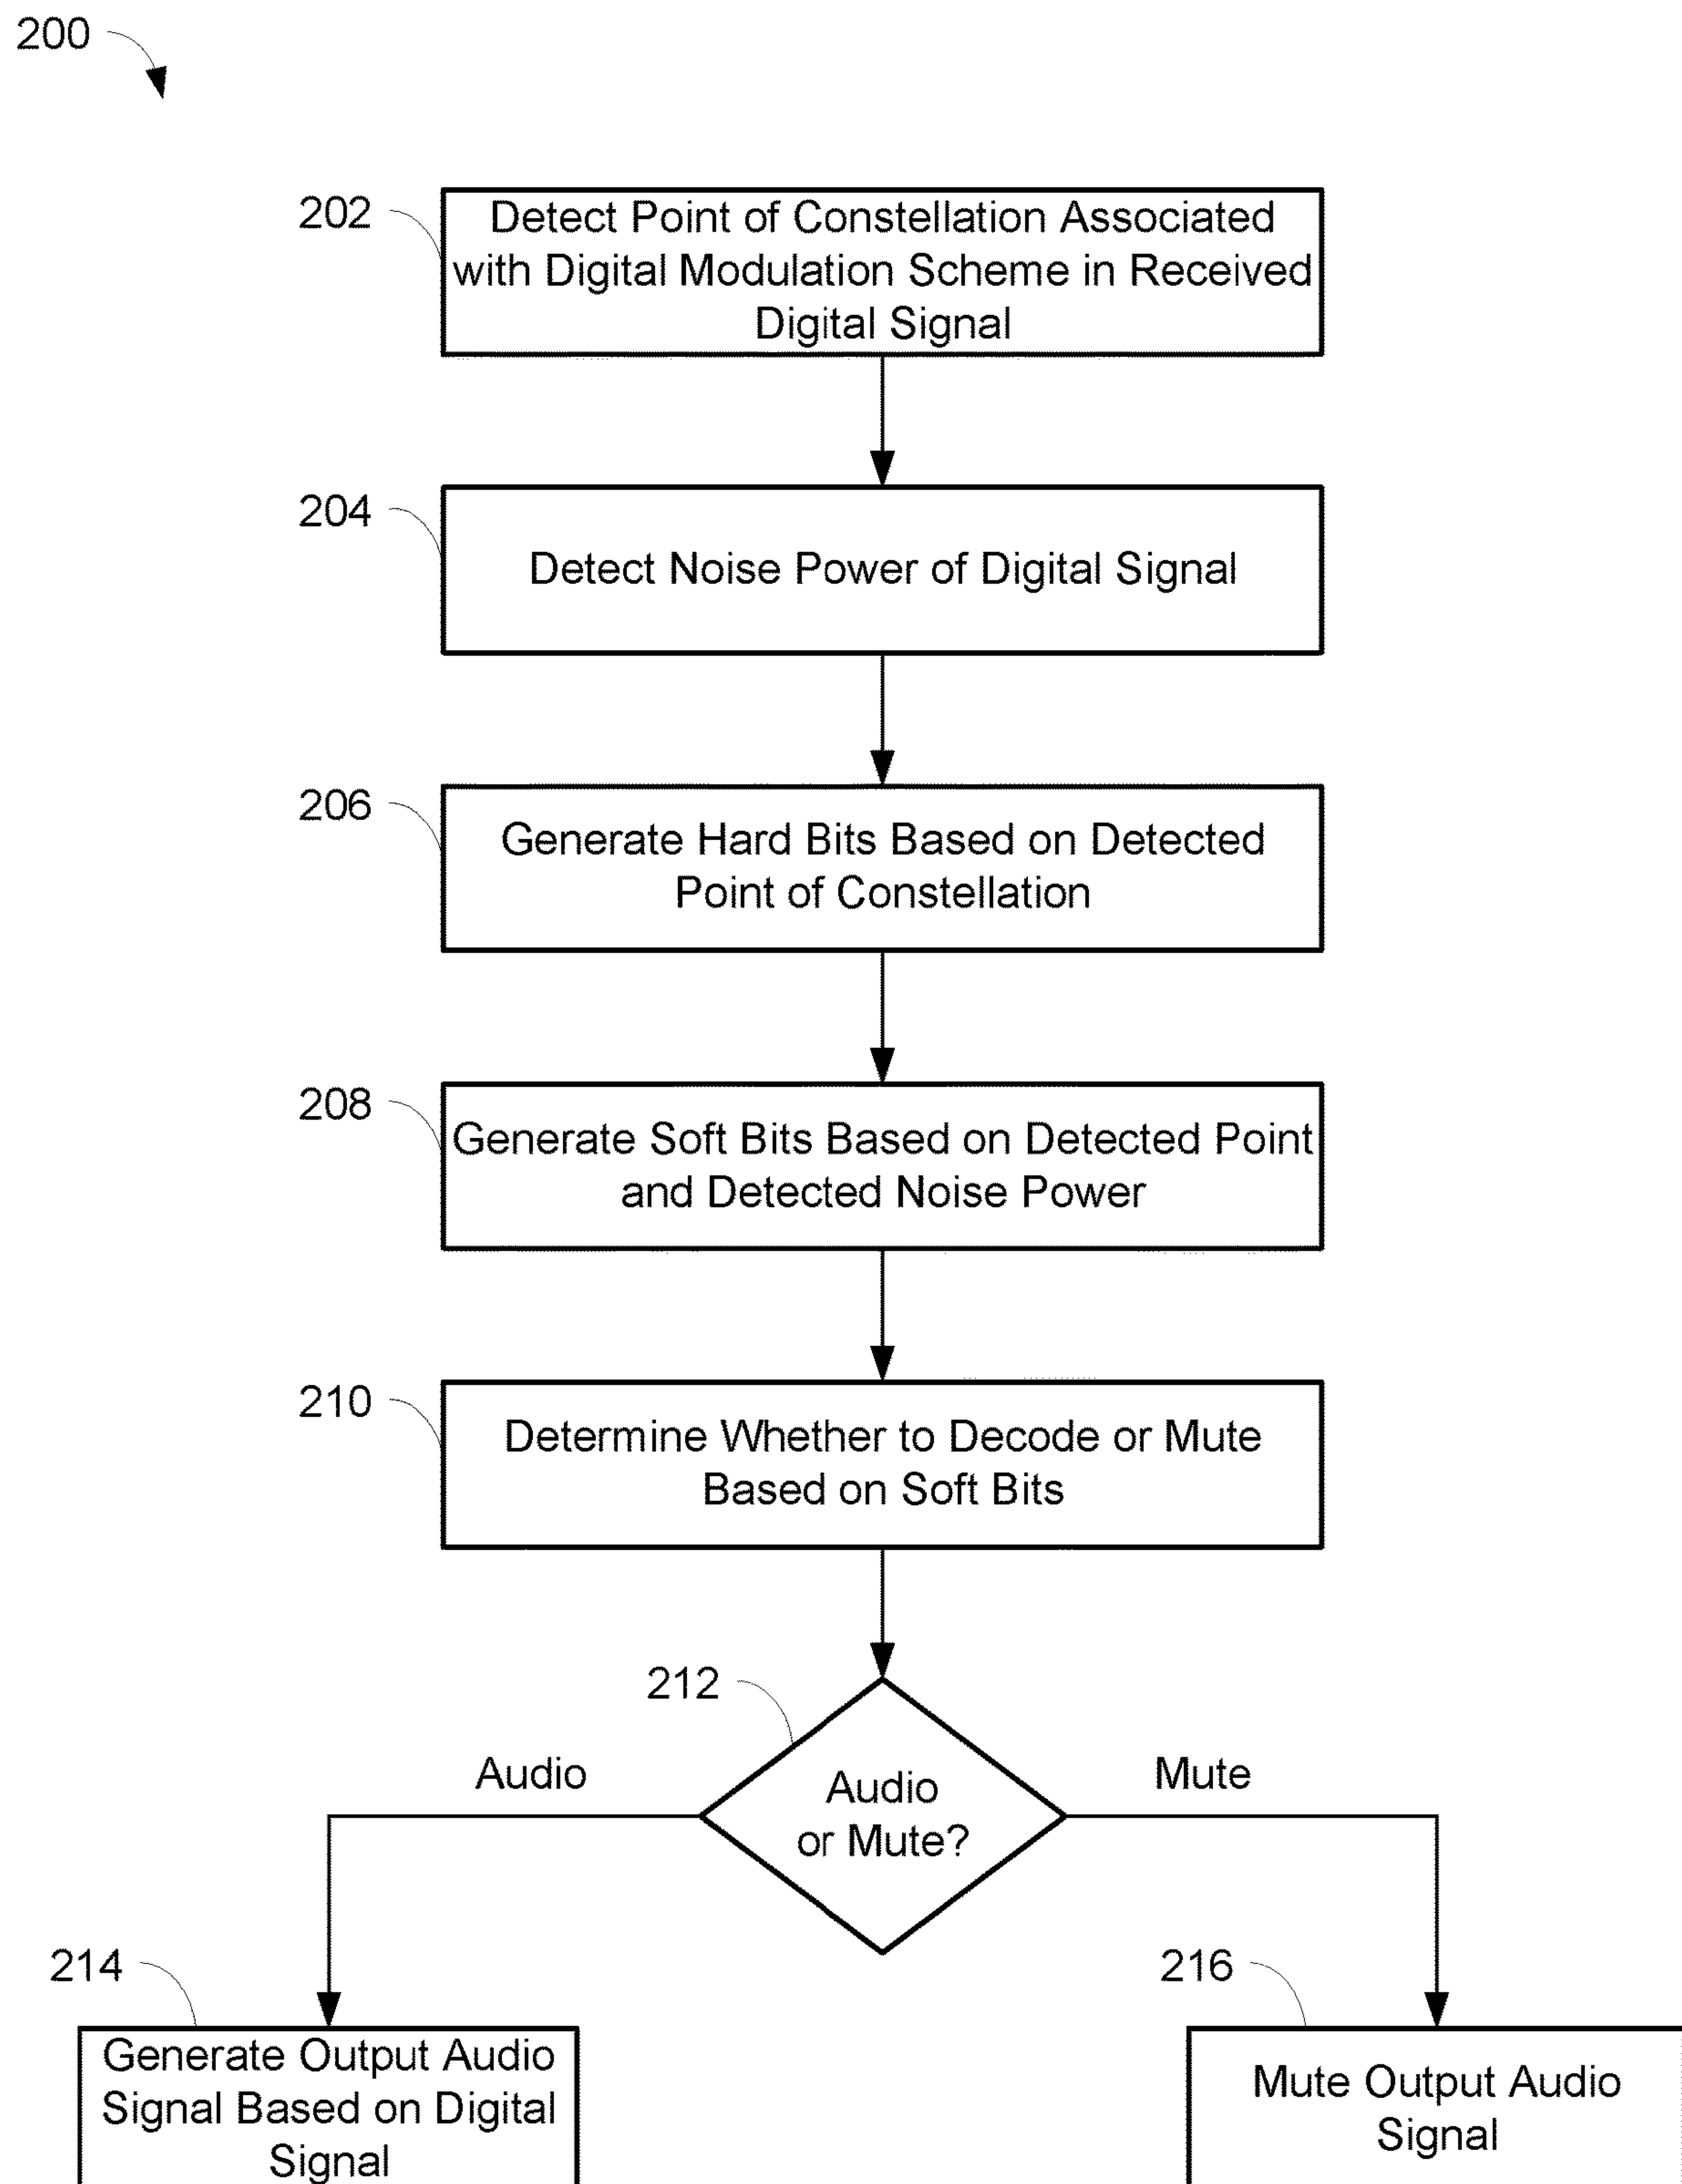 200
202
Detect Point of Constellation Associated
with Digital Modulation Scheme in Received
Digital Signal
204
Detect Noise Power of Digital Signal
206
Generate Hard Bits Based on Detected
Point of Constellation
208
Generate Soft Bits Based on Detected Point
and Detected Noise Power
210
Determine Whether to Decode or Mute
Based on Soft Bits
212
Audio
Audio
or Mute?
Mute
214
Generate Output Audio
Signal Based on Digital
Signal
216
Mute Output Audio
Signal